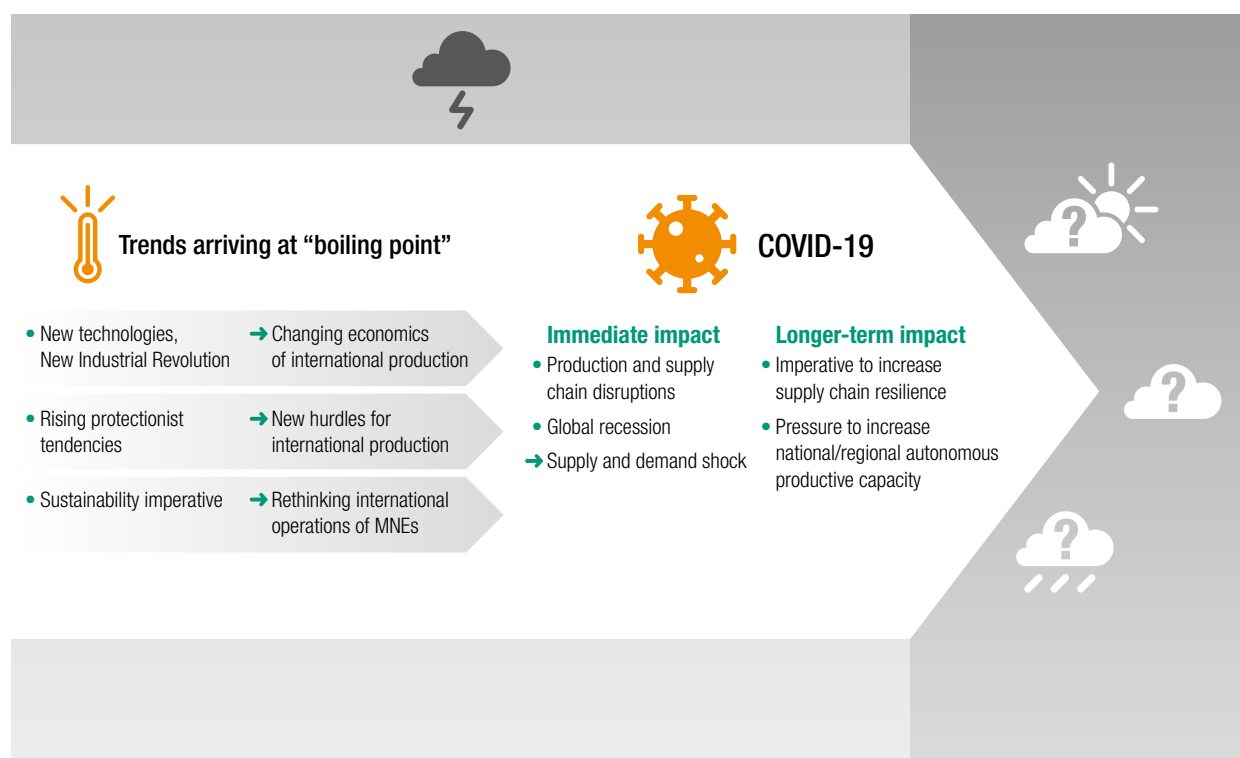 Trends arriving at “boiling point”
• New technologies,
New Industrial Revolution
➔ Changing economics
of international production
• Rising protectionist
tendencies
➔ New hurdles for
international production
• Sustainability imperative
➔ Rethinking international
operations of MNEs
COVID-19
Immediate impact
• Production and supply
chain disruptions
• Global recession
➔ Supply and demand shock
Longer-term impact
• Imperative to increase
supply chain resilience
• Pressure to increase
national/regional autonomous
productive capacity
?
?
?